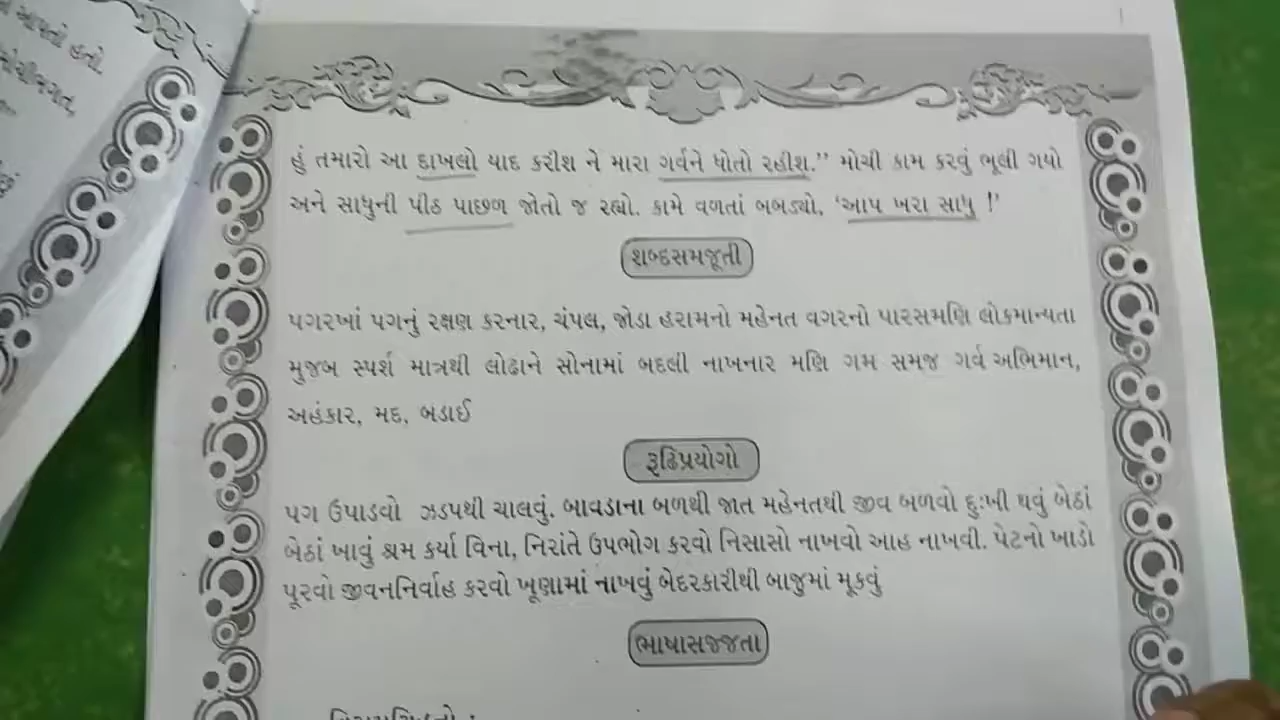 આપતો હતો.
હું તમારો આ દાખલો યાદ કરીશ ને મારા ગર્વને ધોતો રહીશ.” મોચી કામ કરવું ભૂલી ગયો
અને સાધુની પીઠ પાછળ જોતો જ રહ્યો. કામે વળતાં બબડ્યો, ‘આપ ખરા સાધુ !’
શબ્દસમજૂતી
પગરખાં પગનું રક્ષણ કરનાર, ચંપલ, જોડા હરામનો મહેનત વગરનો પારસમણિ લોકમાન્યતા
મુજબ સ્પર્શ માત્રથી લોઢાને સોનામાં બદલી નાખનાર મણિ ગમ સમજ ગર્વ અભિમાન,
અહંકાર, મદ, બડાઈ
રૂઢિપ્રયોગો
પગ ઉપાડવો ઝડપથી ચાલવું. બાવડાના બળથી જાત મહેનતથી જીવ બળવો દુઃખી થવું બેઠાં
બેઠાં ખાવું શ્રમ કર્યા વિના, નિરાંતે ઉપભોગ કરવો નિસાસો નાખવો આહ નાખવી. પેટનો ખાડો
પૂરવો જીવનનિર્વાહ કરવો ખૂણામાં નાખવું બેદરકારીથી બાજુમાં મૂકવું
ભાષાસજ્જતા